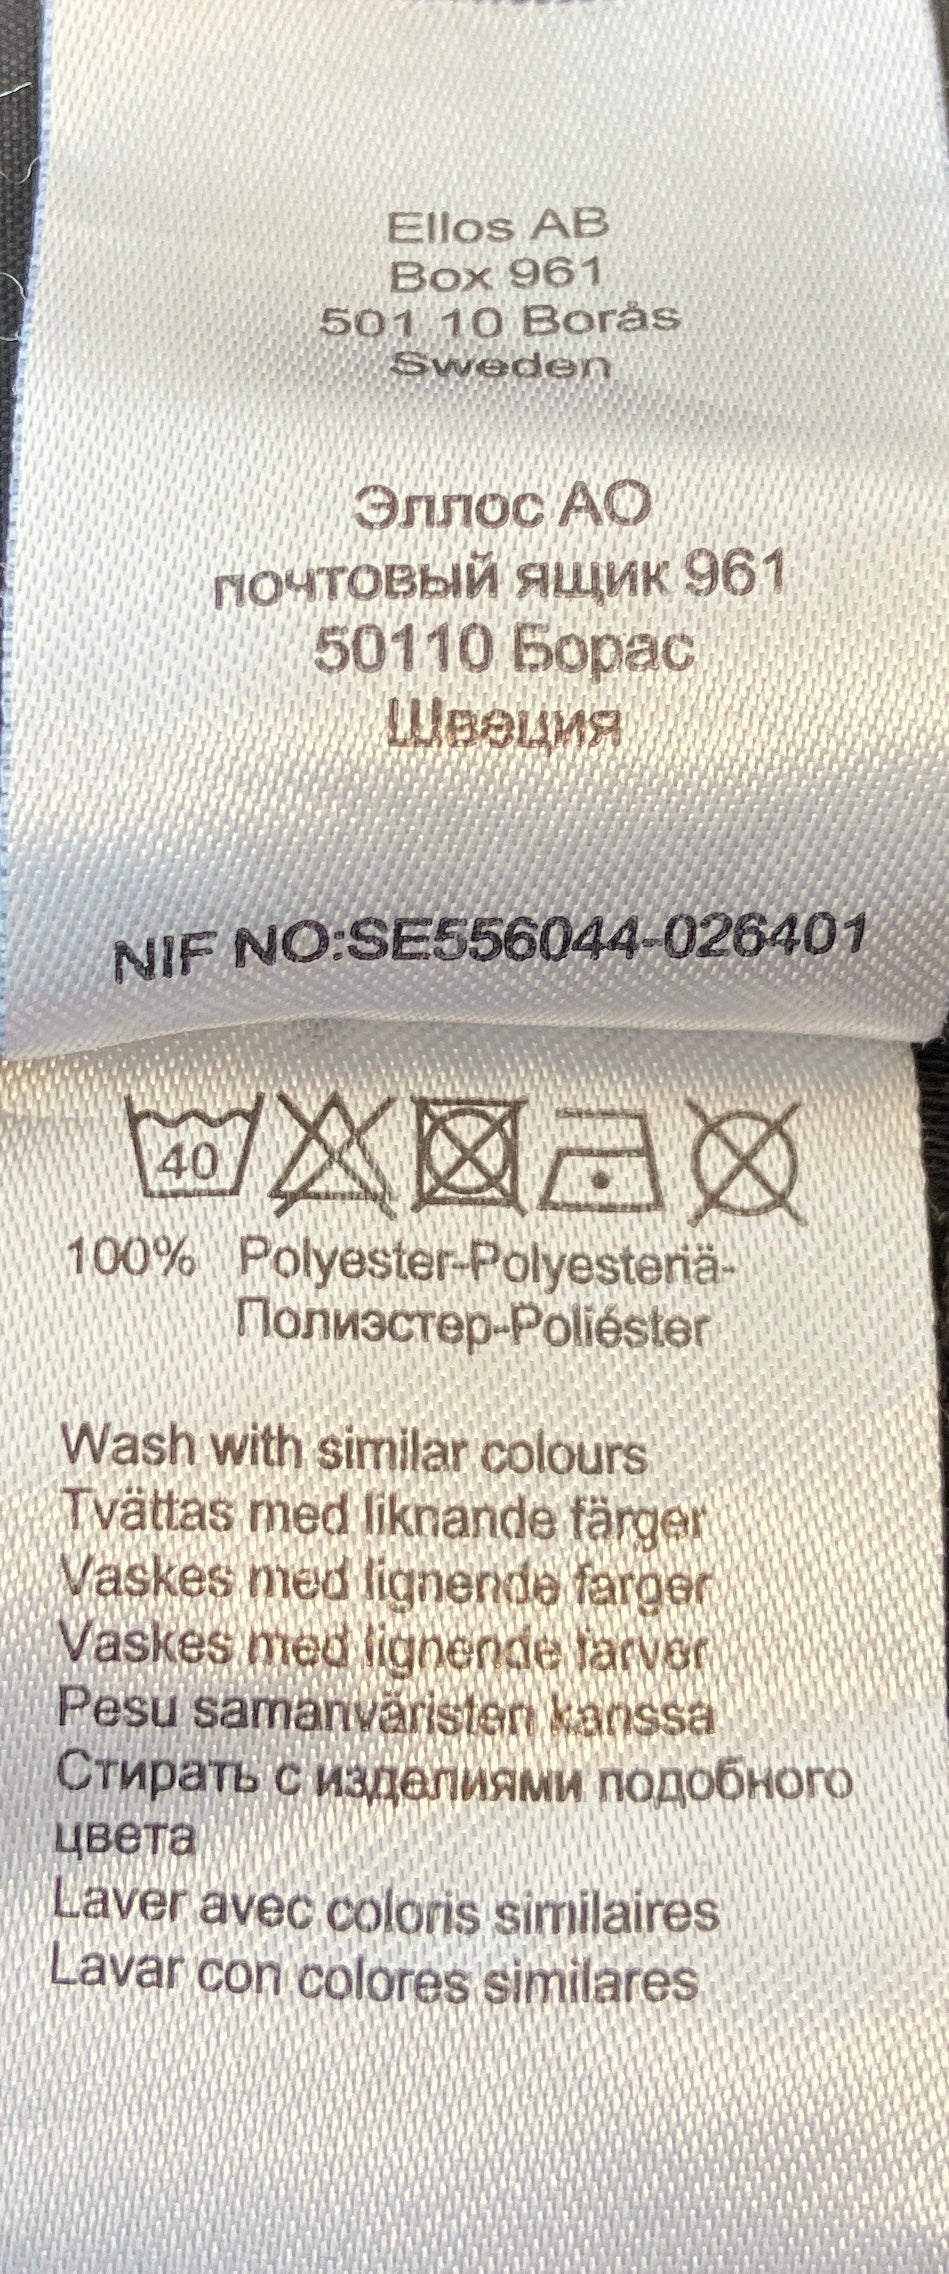 Ellos AB
Box 961
501 10 Borås
Sweden
Эллос АО
почтовый ящик 961
50110 Борас
Швеция
NIF NO:SE556044-026401
40
100% Polyester-Polyesteriä-
Полиэстер-Poliéster
Wash with similar colours
Tvättas med liknande färger
Vaskes med lignende farger
Vaskes med lignende farver
Pesu samanväristen kanssa
Стирать с изделиями подобного
цвета
Laver avec coloris similaires
Lavar con colores similares